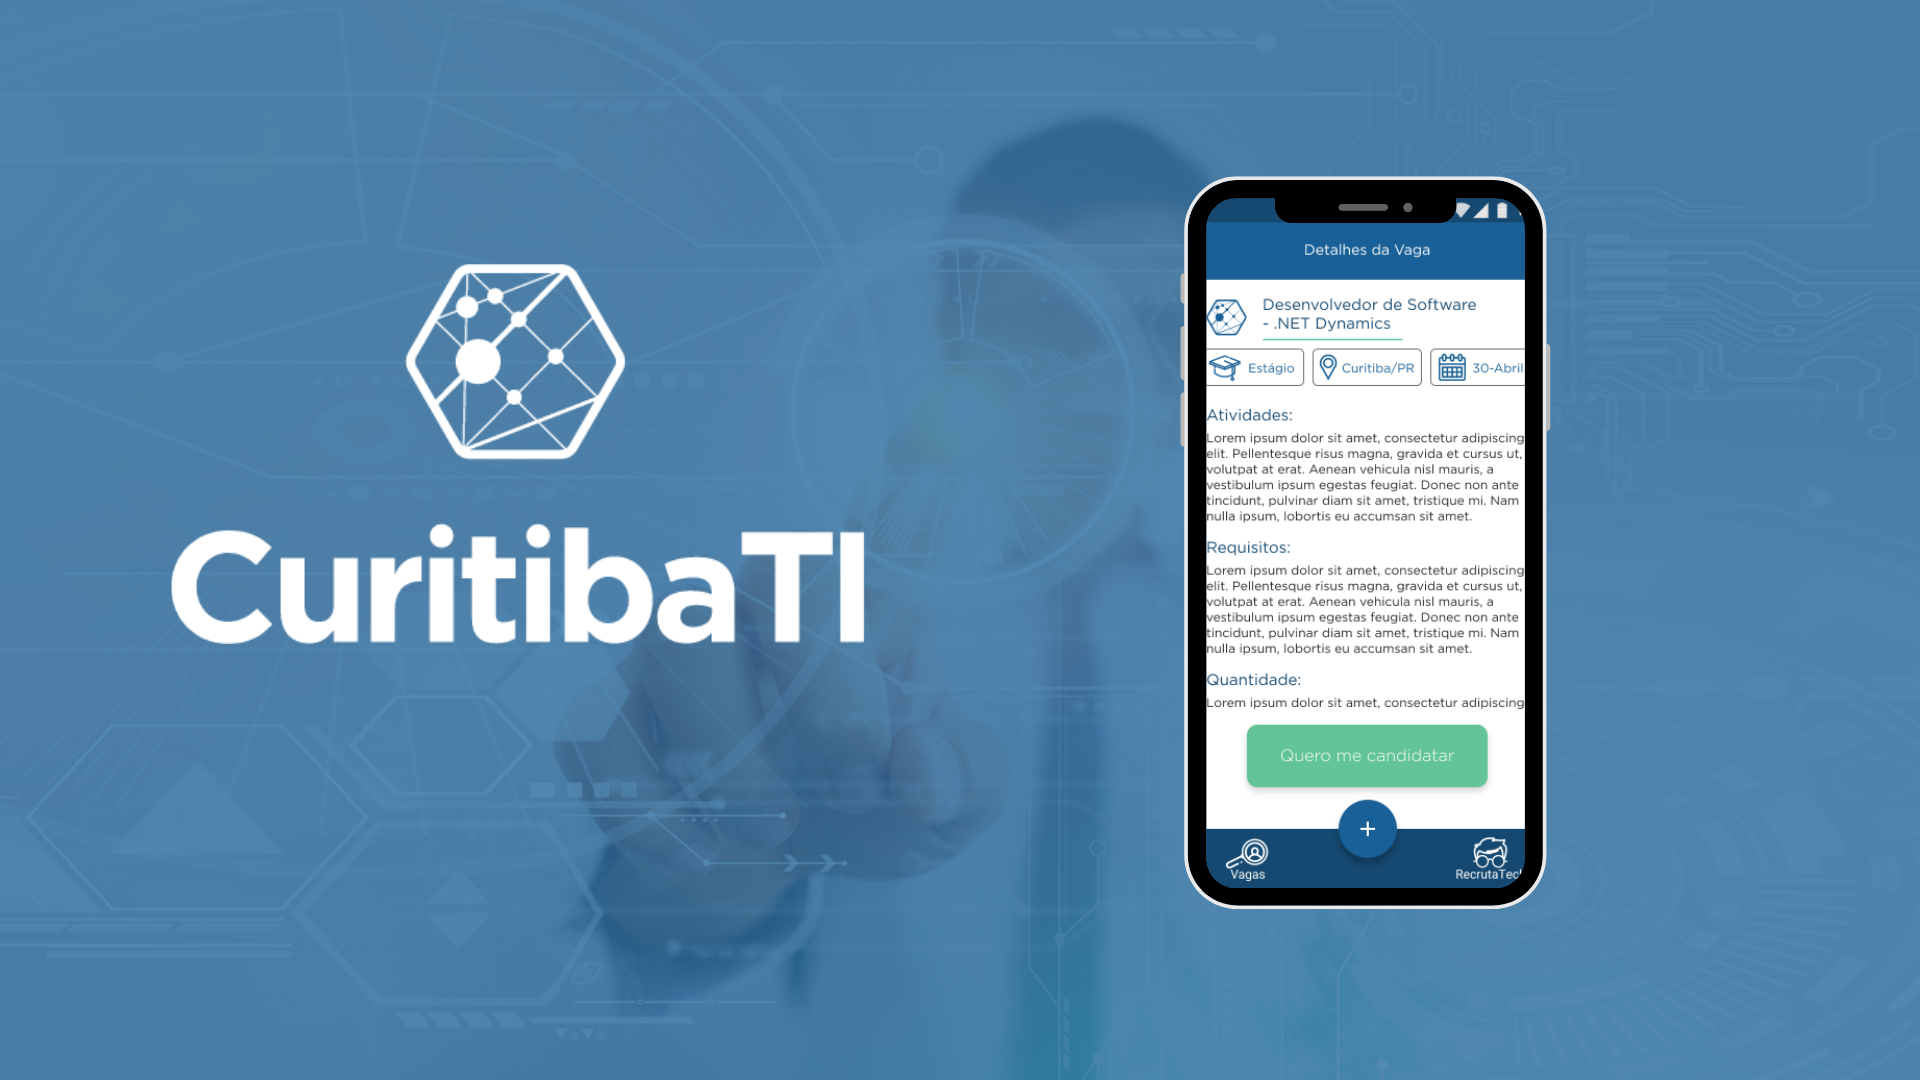 CuritibaTI
Detalhes da Vaga
Desenvolvedor de Software
- .NET Dynamics
Estágio
Curitiba/PR
30-Abril
Atividades:
Lorem ipsum dolor sit amet, consectetur adipiscing
elit. Pellentesque risus magna, gravida et cursus ut,
volutpat at erat. Aenean vehicula nisl mauris, a
vestibulum ipsum egestas feugiat. Donec non ante
tincidunt, pulvinar diam sit amet, tristique mi. Nam
nulla ipsum, lobortis eu accumsan sit amet.
Requisitos:
Lorem ipsum dolor sit amet, consectetur adipiscing
elit. Pellentesque risus magna, gravida et cursus ut,
volutpat at erat. Aenean vehicula nisl mauris, a
vestibulum ipsum egestas feugiat. Donec non ante
tincidunt, pulvinar diam sit amet, tristique mi. Nam
nulla ipsum, lobortis eu accumsan sit amet.
Quantidade:
Lorem ipsum dolor sit amet, consectetur adipiscing
Quero me candidatar
+
Vagas
RecrutaTecl